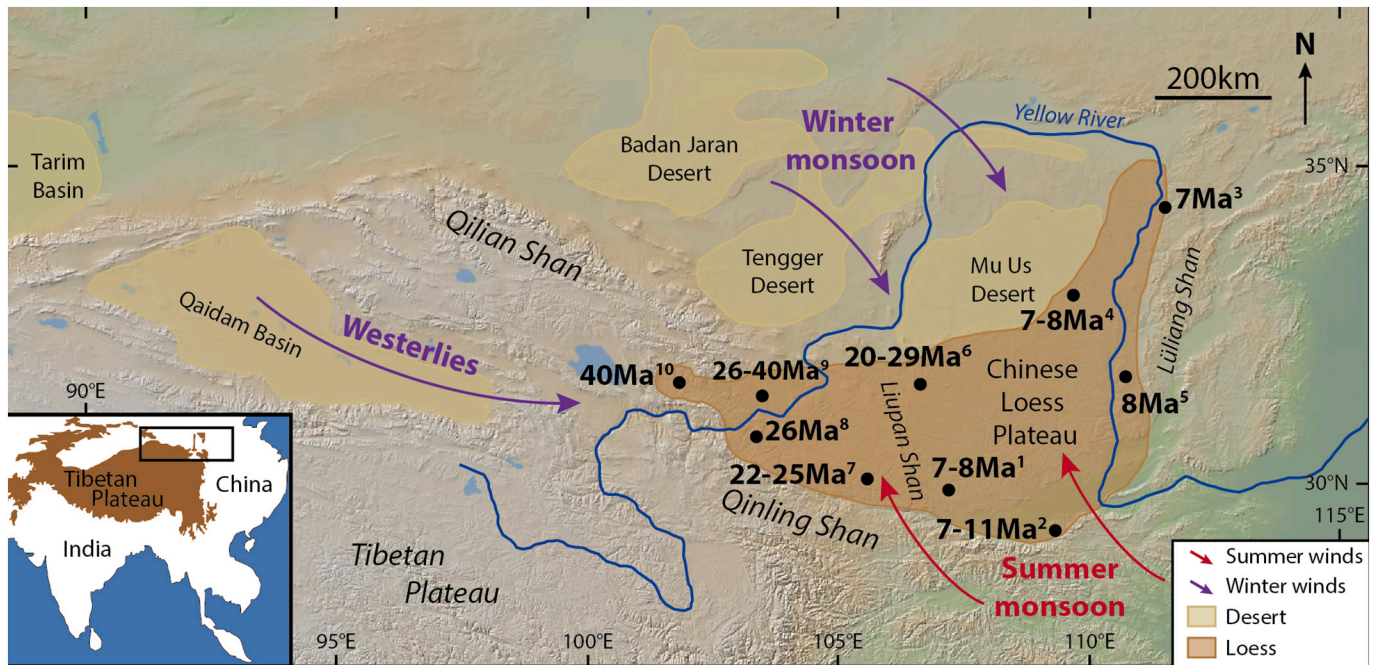 N
200km
Yellow River
Winter
monsoon
35°N
Tarim
Basin
Badan Jaran
Desert
7Ma³
Qilian Shan
Tengger
Desert
Mu Us
Desert
Lüliang Shan
Qaidam Basin
Westerlies
7-8Ma⁴
20-29Ma⁶
40Ma¹⁰
26-40Ma⁹
Chinese
Loess
Plateau
90°E
Liupan Shan
8Ma⁵
26Ma⁸
22-25Ma⁷
7-8Ma¹
30°N
115°E
Qinling Shan
7-11Ma²
Tibetan
Plateau
Summer
monsoon
95°E
100°E
105°E
110°E
Tibetan
Plateau
China
India
Summer winds
Winter winds
Desert
Loess